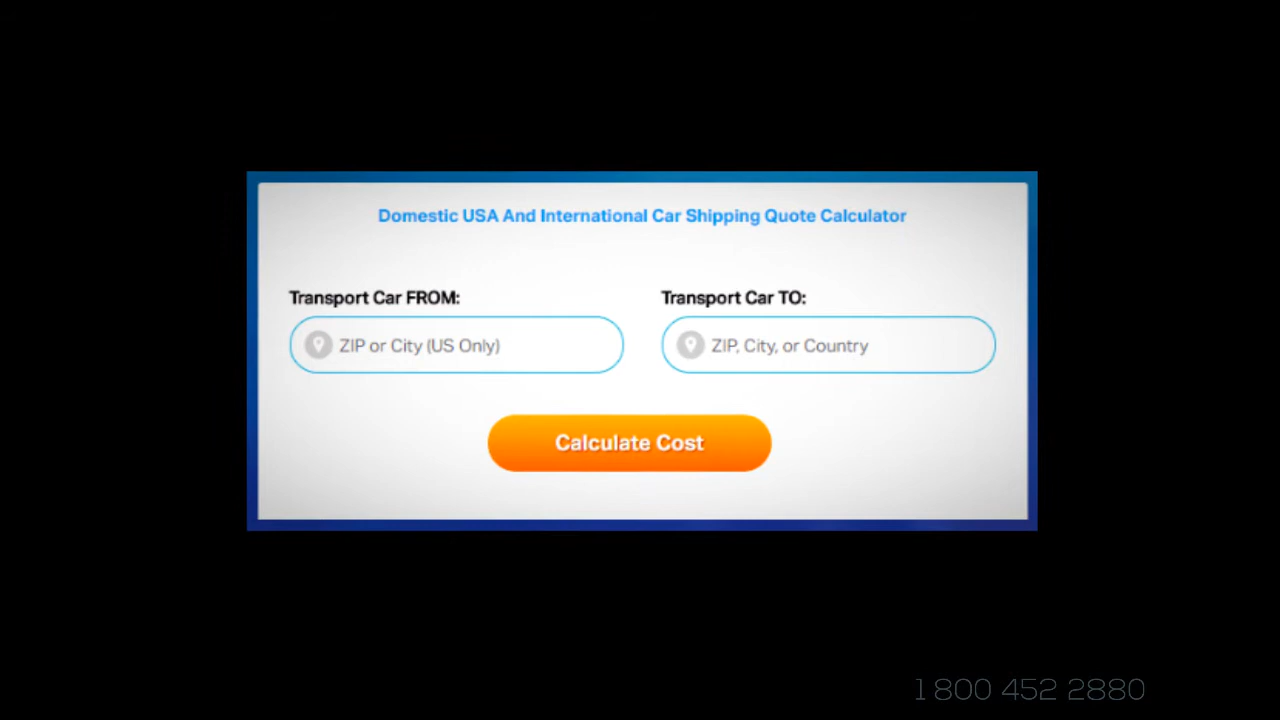 Domestic USA And International Car Shipping Quote Calculator
Transport Car FROM:
Transport Car TO:
ZIP or City (US Only)
ZIP, City, or Country
Calculate Cost
1 800 452 2880